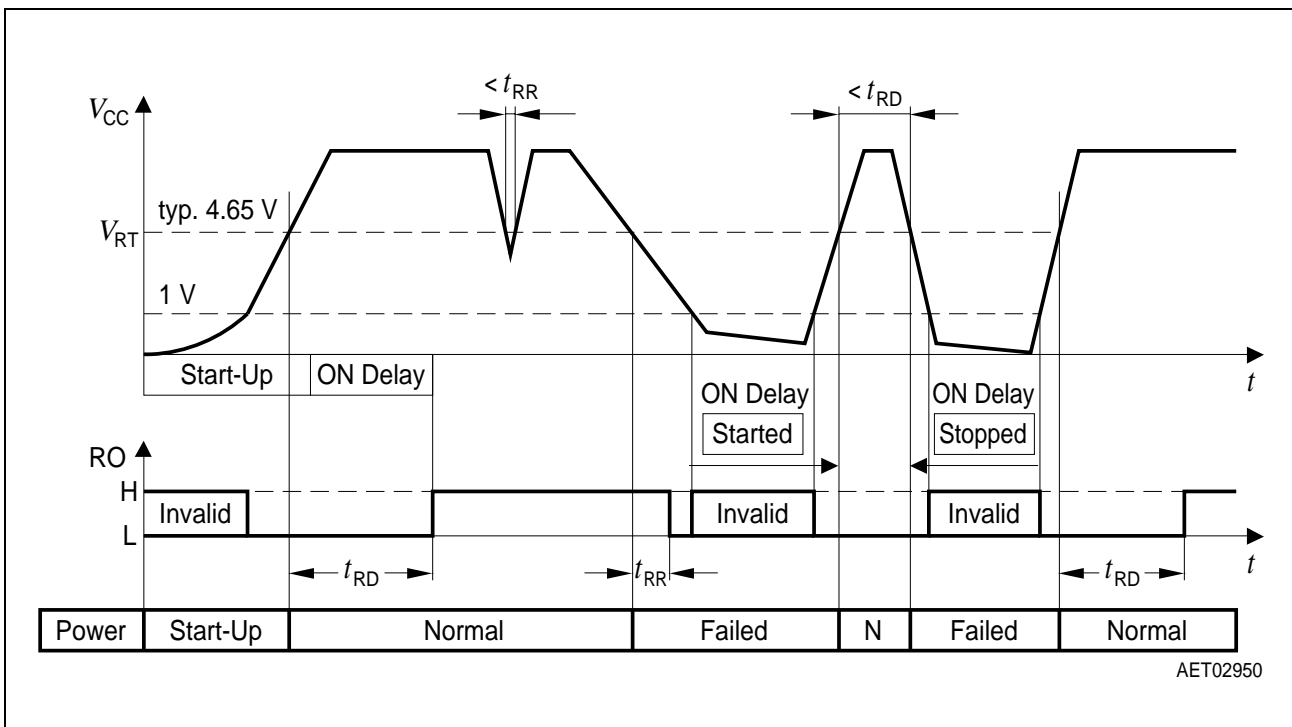 < tRR
< tRD
VCC
typ. 4.65 V
VRT
1 V
Start-Up ON Delay
t
ON Delay
Started
ON Delay
Stopped
RO
H
Invalid
Invalid
Invalid
L
t
tRD
tRR
tRD
Power Start-Up Normal Failed N Failed Normal
AET02950